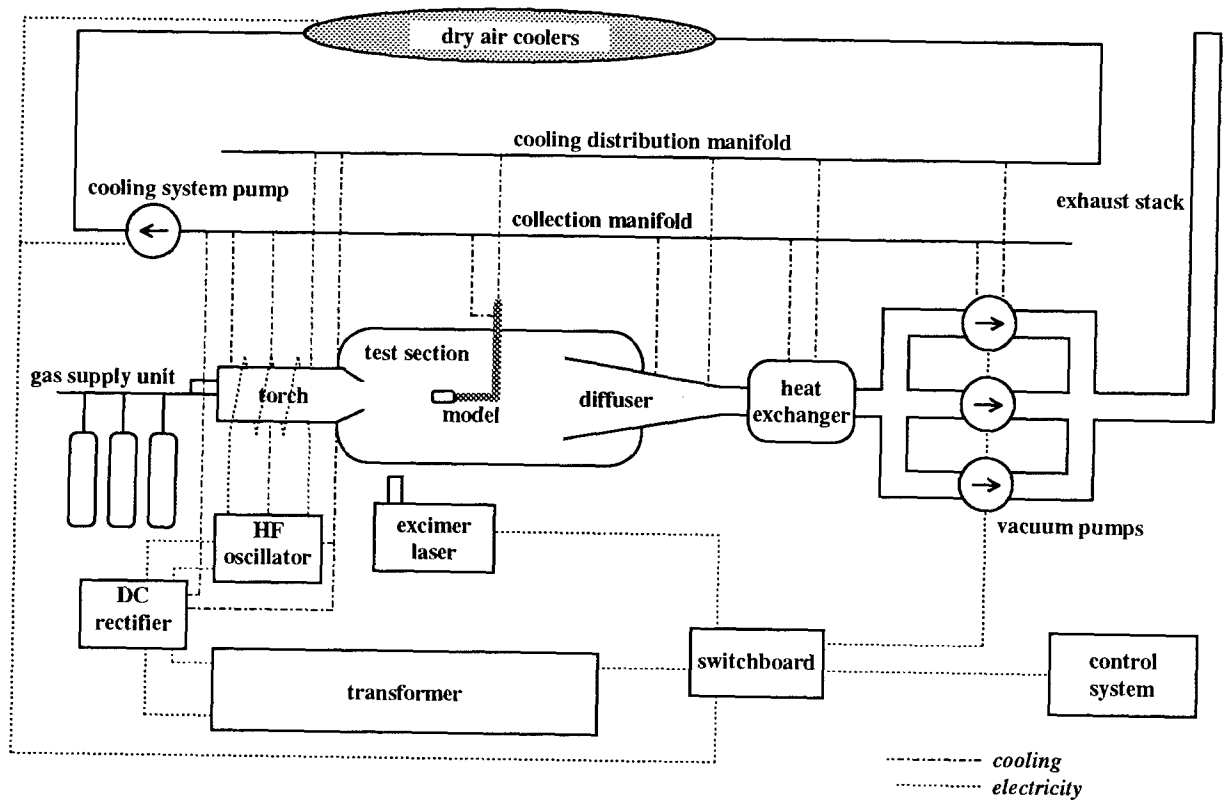 dry air coolers
cooling distribution manifold
cooling system pump
exhaust stack
collection manifold
test section
gas supply unit
torch
model
diffuser
heat
exchanger
vacuum pumps
HF
oscillator
excimer
laser
DC
rectifier
switchboard
control
system
transformer
cooling
electricity